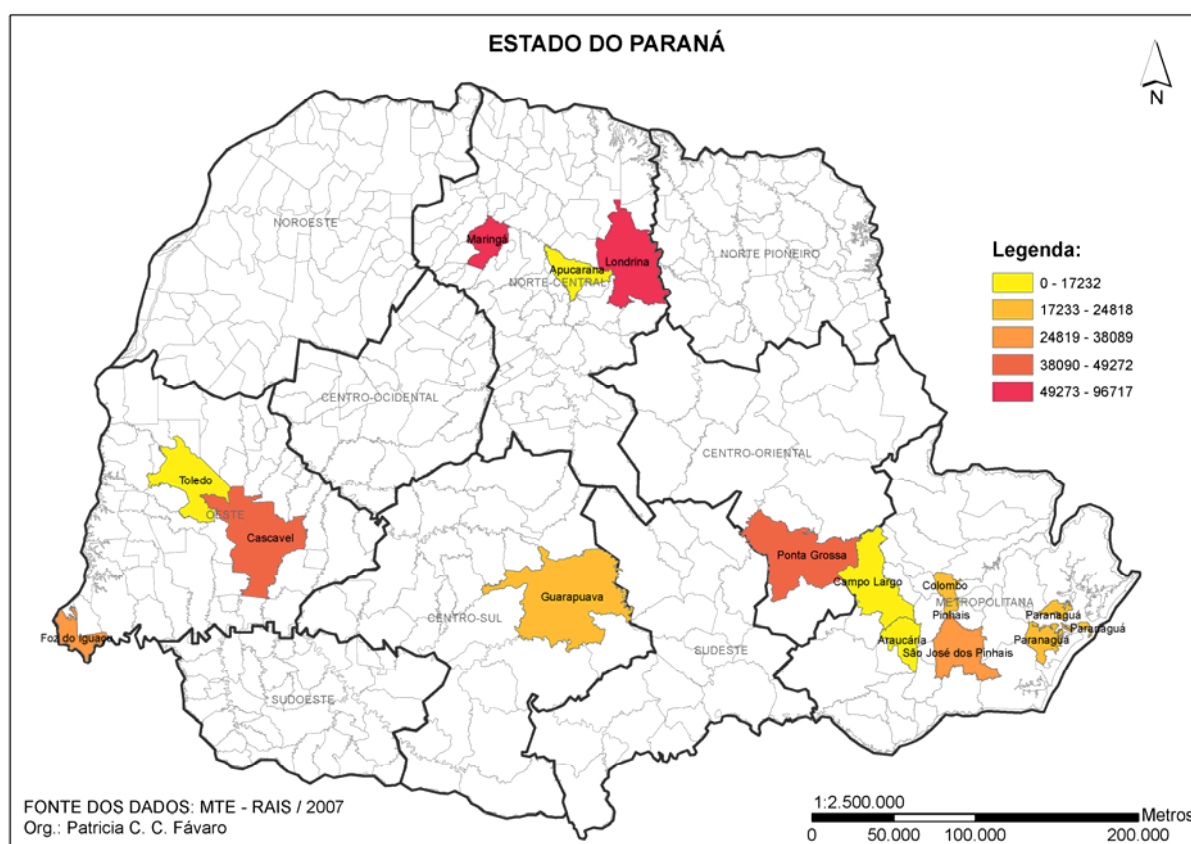 ESTADO DO PARANÁ
N
NOROESTE
Maringá
Apucarana
Londrina
NORTE-CENTRAL
NORTE PIONEIRO
Legenda:
0 - 17232
17233 - 24818
24819 - 38089
38090 - 49272
49273 - 96717
CENTRO-OCIDENTAL
CENTRO-ORIENTAL
Toledo
OESTE
Cascavel
Ponta Grossa
Campo Largo
Colombo
METROPOLITANA
Pinhais
Paranaguá
Paranaguá
Paranaguá
Guarapuava
CENTRO-SUL
Foz do Iguaçu
Araucária
São José dos Pinhais
SUDESTE
SUDOESTE
FONTE DOS DADOS: MTE - RAIS / 2007
Org.: Patricia C. C. Fávaro
1:2.500.000
Metros
0 50.000 100.000 200.000